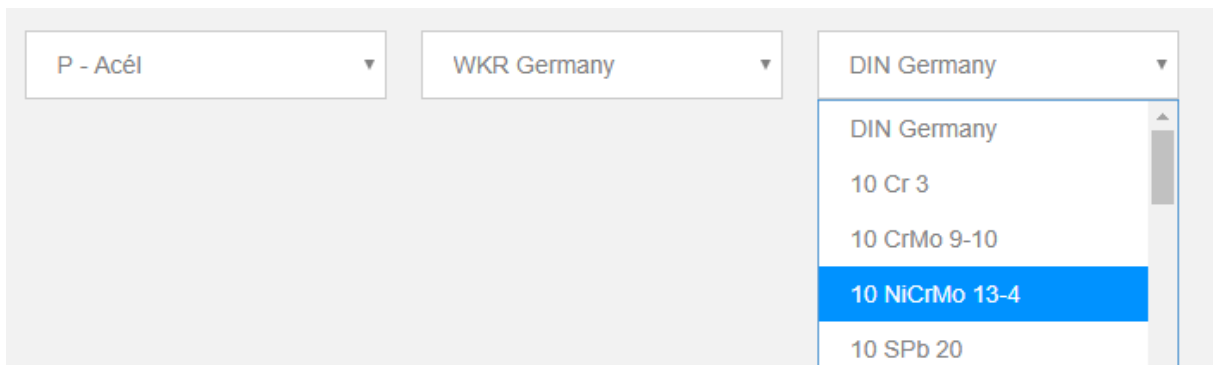 P - Acél
WKR Germany
DIN Germany
DIN Germany
10 Cr 3
10 CrMo 9-10
10 NiCrMo 13-4
10 SPb 20